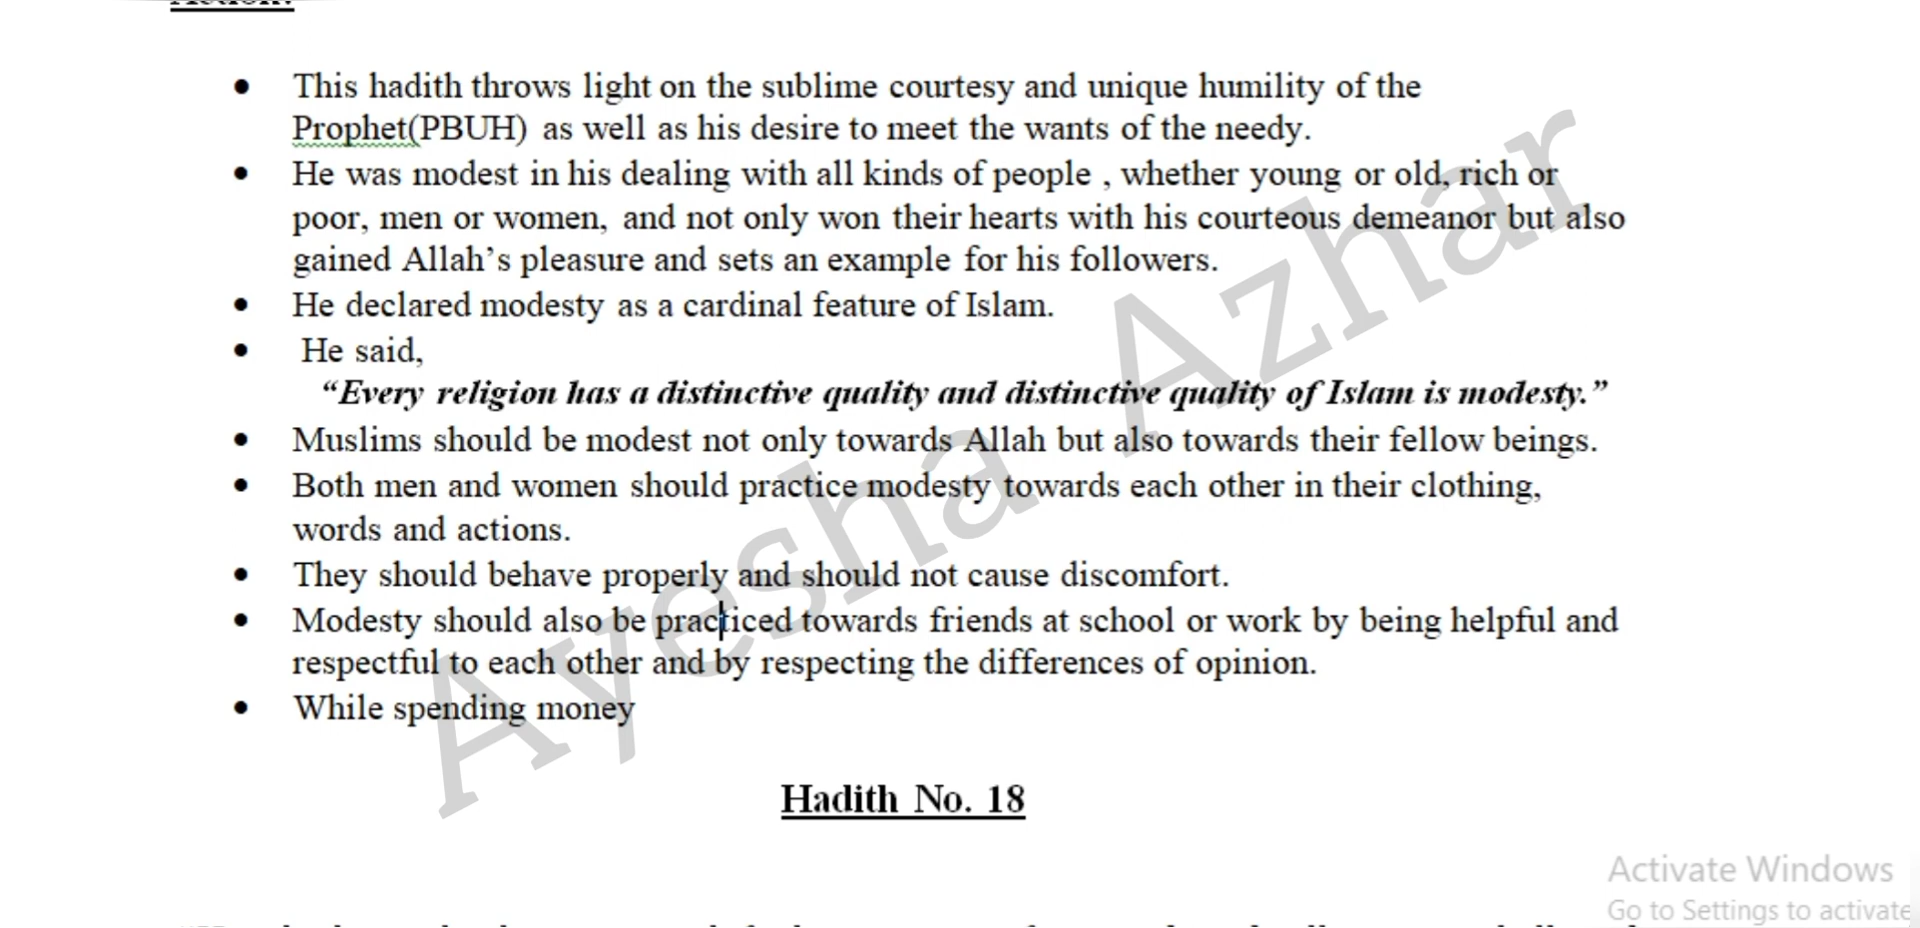 Action:
• This hadith throws light on the sublime courtesy and unique humility of the
Prophet(PBUH) as well as his desire to meet the wants of the needy.
• He was modest in his dealing with all kinds of people , whether young or old, rich or
poor, men or women, and not only won their hearts with his courteous demeanor but also
gained Allah’s pleasure and sets an example for his followers.
• He declared modesty as a cardinal feature of Islam.
• He said,
“Every religion has a distinctive quality and distinctive quality of Islam is modesty.”
• Muslims should be modest not only towards Allah but also towards their fellow beings.
• Both men and women should practice modesty towards each other in their clothing,
words and actions.
• They should behave properly and should not cause discomfort.
• Modesty should also be practiced towards friends at school or work by being helpful and
respectful to each other and by respecting the differences of opinion.
• While spending money
Hadith No. 18
Ayesha Azhar
Activate Windows
Go to Settings to activate